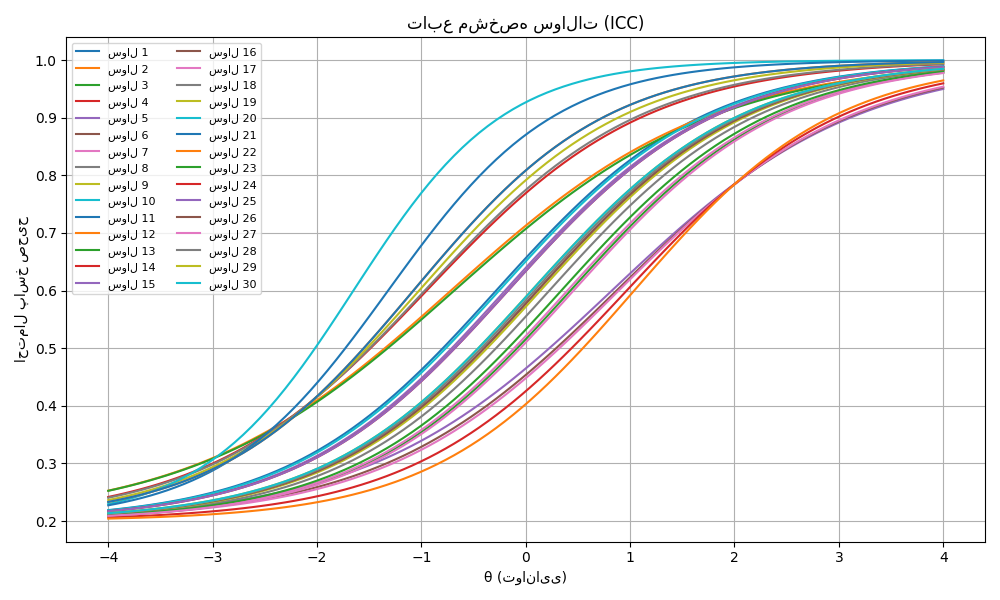 تابع مشخصه سوالات (ICC)
احتمال پاسخ صحیح
1.0
0.9
0.8
0.7
0.6
0.5
0.4
0.3
0.2
سوال 1
سوال 2
سوال 3
سوال 4
سوال 5
سوال 6
سوال 7
سوال 8
سوال 9
سوال 10
سوال 11
سوال 12
سوال 13
سوال 14
سوال 15
سوال 16
سوال 17
سوال 18
سوال 19
سوال 20
سوال 21
سوال 22
سوال 23
سوال 24
سوال 25
سوال 26
سوال 27
سوال 28
سوال 29
سوال 30
−4 −3 −2 −1 0 1 2 3 4
θ (توانایی)